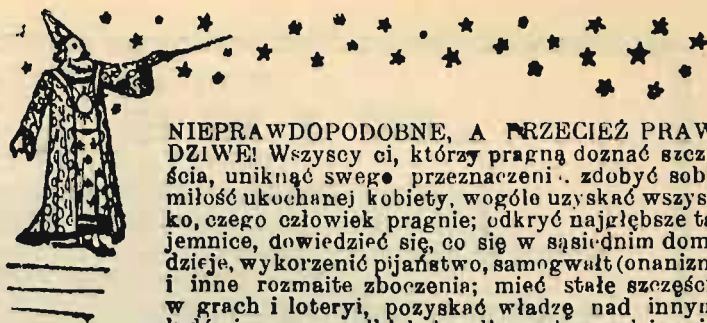 NIEPRAWDOPODOBNE, A PRZECIEŻ PRAW
DZIWE! Wszyscy ci, którzy pragną doznać szcz
ścia, uniknąć swego przeznaczeni . zdobyć sob
miłość ukochanej kobiety, wogóle uzyskać wszys
ko, czego człowiek pragnie; odkryć najgłębsze ta
jemnice, dowiedzieć się, co się w sąsiednim dom
dzieje, wykorzenić pijaństwo, samogwałt (onanizn
i inne rozmaite zboczenia; mieć stałe szczęści
w grach i loteryi, pozyskać władzę nad innyn